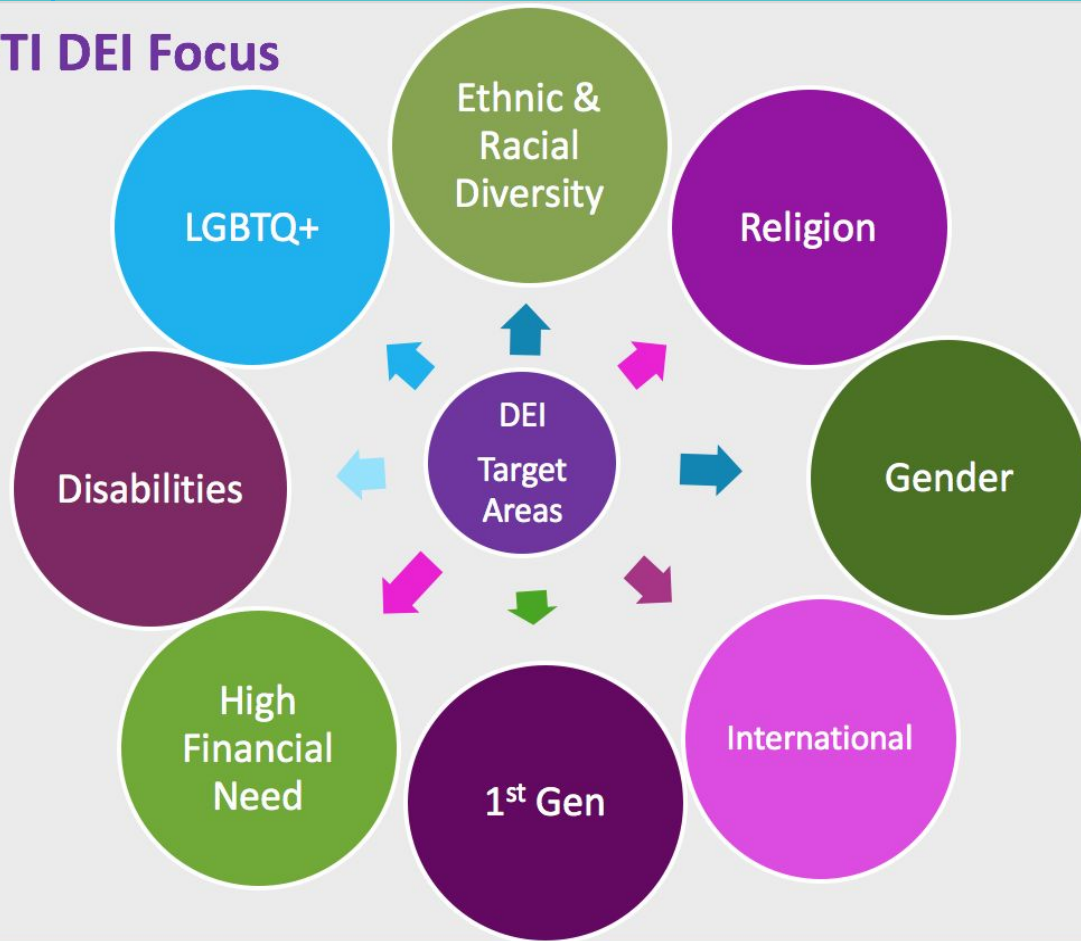 TI DEI Focus
Ethnic &
Racial
Diversity
Religion
Gender
International
1st Gen
High
Financial
Need
Disabilities
LGBTQ+
DEI
Target
Areas